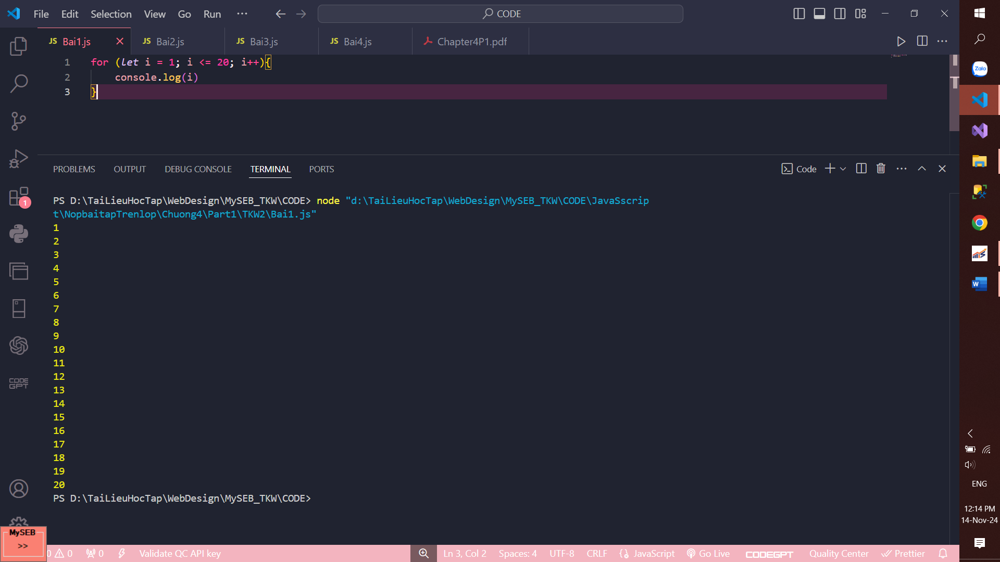 File Edit Selection View Go Run ··· CODE
JS Bai1.js JS Bai2.js JS Bai3.js JS Bai4.js Chapter4P1.pdf
1 for (let i = 1; i <= 20; i++){
2 console.log(i)
3 }
PROBLEMS OUTPUT DEBUG CONSOLE TERMINAL PORTS Code
PS D:\TaiLieuHocTap\WebDesign\MySEB_TKW\CODE> node "d:\TaiLieuHocTap\WebDesign\MySEB_TKW\CODE\JavaSscrip
t\NopbaitapTrenlop\Chuong4\Part1\TKW2\Bai1.js"
1
2
3
4
5
6
7
8
9
10
11
12
13
14
15
16
17
18
19
20
PS D:\TaiLieuHocTap\WebDesign\MySEB_TKW\CODE>
1
CODE
GPT
MySEB
>>
0 0 0 Validate QC API key Ln 3, Col 2 Spaces: 4 UTF-8 CRLF {} JavaScript Go Live CODEGPT Quality Center Prettier
Zalo
W
ENG
12:14 PM
14-Nov-24